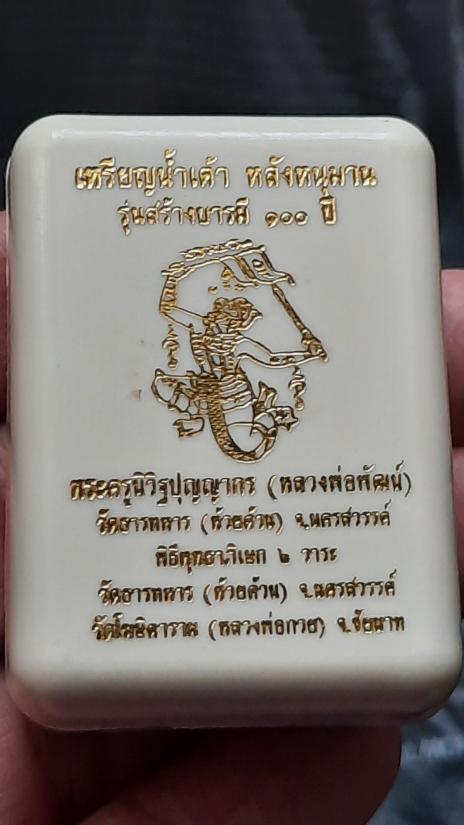 เหรียญน้ำเต้า หลังหนุมาน
รุ่นสร้างบารมี ๑๐๐ ปี
พระครูนิวิฐปุญญากร (หลวงพ่อพัฒน์)
วัดธารทหาร (ห้วยด้วน) จ.นครสวรรค์
พิธีพุทธาภิเษก ๒ วาระ
วัดธารทหาร (ห้วยด้วน) จ.นครสวรรค์
วัดโฆษิตาราม (หลวงพ่อกวย) จ.ชัยนาท